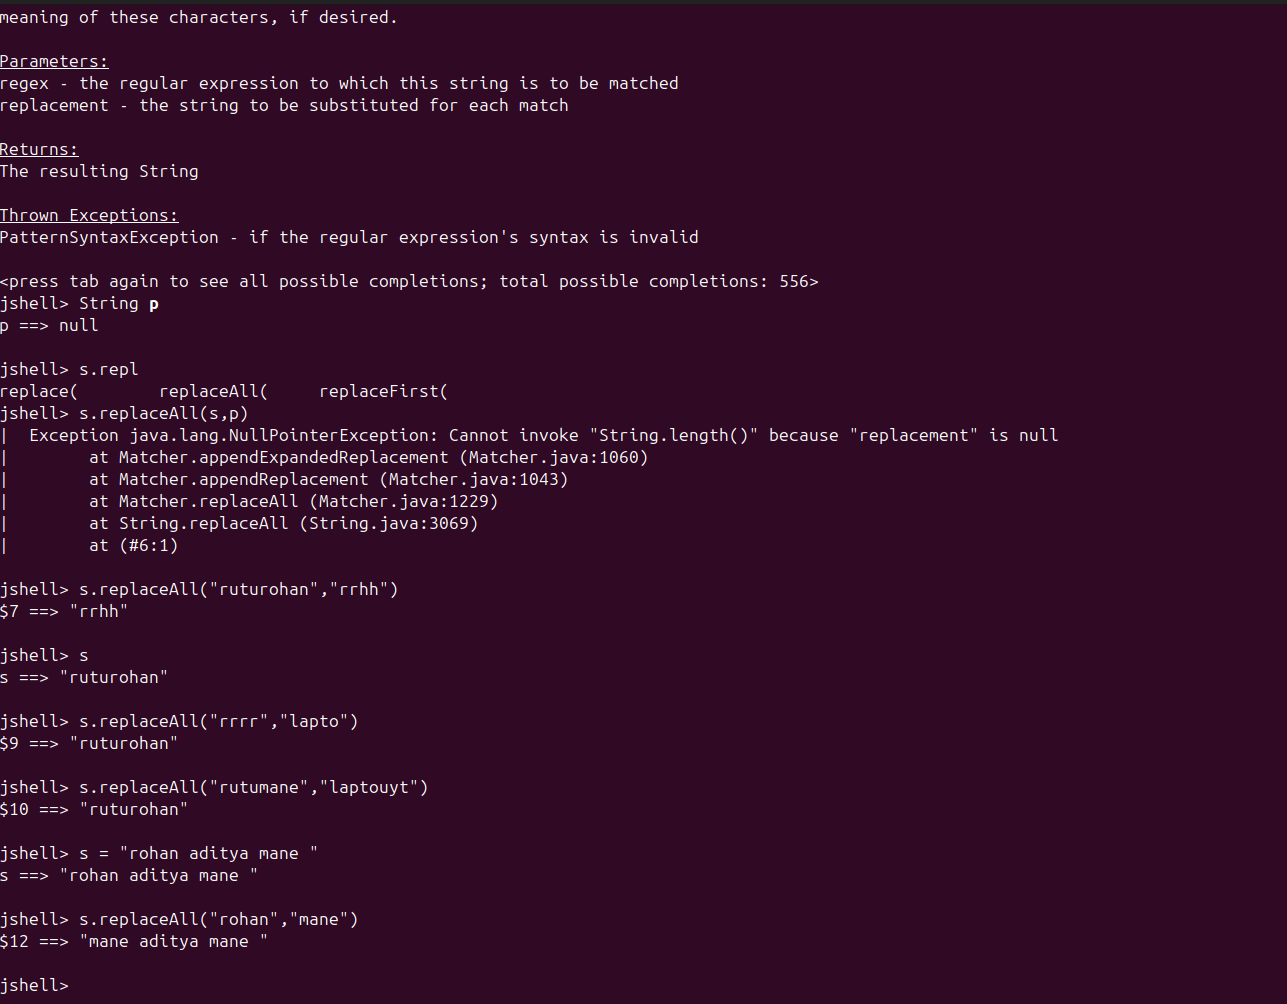 meaning of these characters, if desired.
Parameters:
regex - the regular expression to which this string is to be matched
replacement - the string to be substituted for each match
Returns:
The resulting String
Thrown Exceptions:
PatternSyntaxException - if the regular expression's syntax is invalid
<press tab again to see all possible completions; total possible completions: 556>
jshell> String p
p ==> null
jshell> s.repl
replace(        replaceAll(     replaceFirst(
jshell> s.replaceAll(s,p)
|  Exception java.lang.NullPointerException: Cannot invoke "String.length()" because "replacement" is null
|        at Matcher.appendExpandedReplacement (Matcher.java:1060)
|        at Matcher.appendReplacement (Matcher.java:1043)
|        at Matcher.replaceAll (Matcher.java:1229)
|        at String.replaceAll (String.java:3069)
|        at (#6:1)
jshell> s.replaceAll("ruturohan","rrhh")
$7 ==> "rrhh"
jshell> s
s ==> "ruturohan"
jshell> s.replaceAll("rrrr","lapto")
$9 ==> "ruturohan"
jshell> s.replaceAll("rutumane","laptouyt")
$10 ==> "ruturohan"
jshell> s = "rohan aditya mane "
s ==> "rohan aditya mane "
jshell> s.replaceAll("rohan","mane")
$12 ==> "mane aditya mane "
jshell>